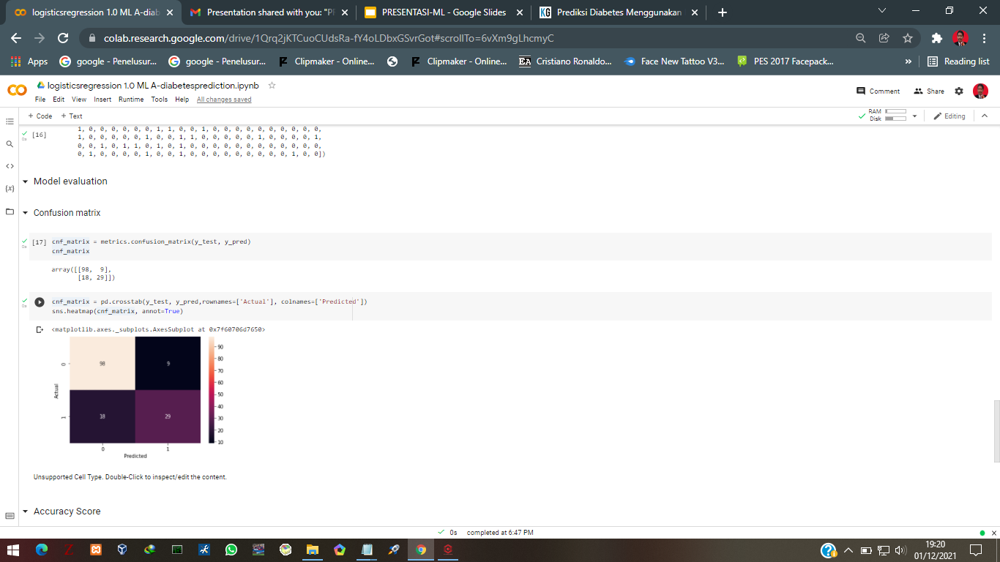 logisticsregression 1.0 ML A-diab
Presentation shared with you: "PF
PRESENTASI-ML - Google Slides
KG Prediksi Diabetes Menggunakan
colab.research.google.com/drive/1Qrq2jKTCuoCUdsRa-fY4oLDbxGSvrGot#scrollTo=6vXm9gLhcmyC
Apps
google - Penelusur...
google - Penelusur...
Clipmaker - Online...
Clipmaker - Online...
EA Cristiano Ronaldo...
Face New Tattoo V3...
PES 2017 Facepack...
»
Reading list
logisticsregression 1.0 ML A-diabetesprediction.ipynb
Comment
Share
File Edit View Insert Runtime Tools Help All changes saved
+ Code + Text
RAM
Disk
Editing
1, 0, 0, 0, 0, 0, 0, 1, 1, 0, 0, 1, 0, 0, 0, 0, 0, 0, 0, 0, 0, 0,
[16]
1, 0, 0, 0, 0, 0, 1, 0, 0, 1, 1, 0, 0, 0, 0, 0, 1, 0, 0, 0, 0, 1,
0, 0, 1, 0, 1, 1, 0, 1, 0, 1, 0, 0, 0, 0, 0, 0, 0, 0, 0, 0, 0, 0,
0, 1, 0, 0, 0, 0, 1, 0, 0, 1, 0, 0, 0, 0, 0, 0, 0, 0, 0, 1, 0, 0])
Model evaluation
Confusion matrix
[17] cnf_matrix = metrics.confusion_matrix(y_test, y_pred)
0s
cnf_matrix
array([[98, 9],
[18, 29]])
cnf_matrix = pd.crosstab(y_test, y_pred,rownames=['Actual'], colnames=['Predicted'])
0s
sns.heatmap(cnf_matrix, annot=True)
<matplotlib.axes._subplots.AxesSubplot at 0x7f60706d7650>
98
9
18
29
0
1
Actual
0
1
Predicted
90
80
70
60
50
40
30
20
10
Unsupported Cell Type. Double-Click to inspect/edit the content.
Accuracy Score
0s completed at 6:47 PM
19:20
01/12/2021